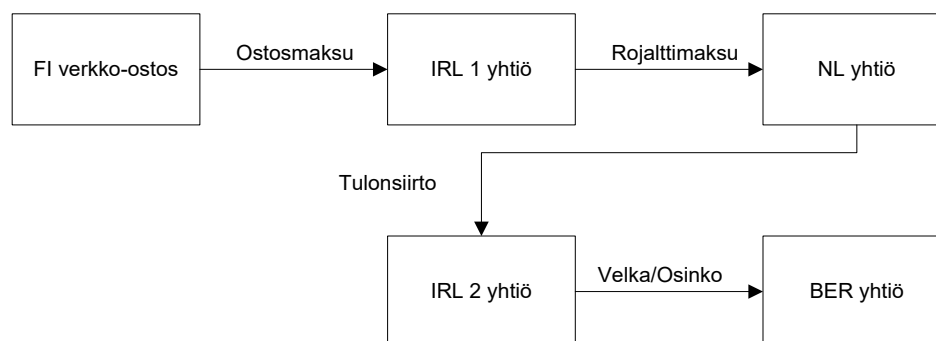 FI verkko-ostos
Ostosmaksu
IRL 1 yhtiö
Rojalttimaksu
NL yhtiö
Tulonsiirto
IRL 2 yhtiö
Velka/Osinko
BER yhtiö